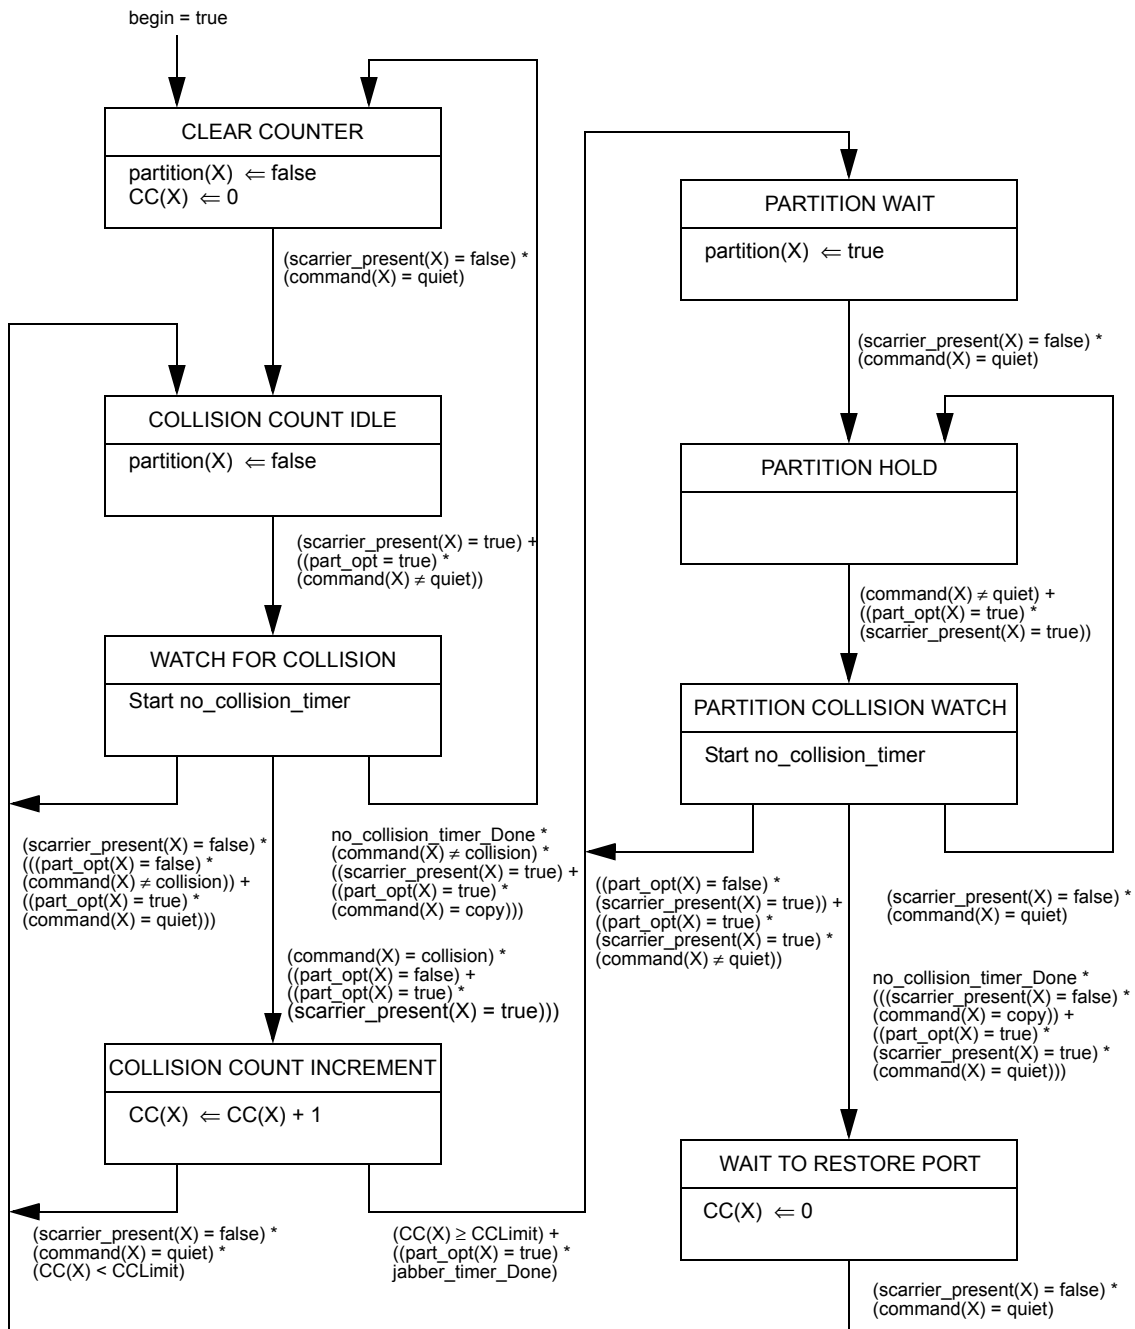 begin = true
CLEAR COUNTER
partition(X) ⇐ false
CC(X) ⇐ 0
(scarrier_present(X) = false) *
(command(X) = quiet)
COLLISION COUNT IDLE
partition(X) ⇐ false
(scarrier_present(X) = true) +
((part_opt = true) *
(command(X) ≠ quiet))
WATCH FOR COLLISION
Start no_collision_timer
(scarrier_present(X) = false) *
(((part_opt(X) = false) *
(command(X) ≠ collision)) +
((part_opt(X) = true) *
(command(X) = quiet)))
no_collision_timer_Done *
(command(X) ≠ collision) *
((scarrier_present(X) = true) +
((part_opt(X) = true) *
(command(X) = copy)))
(command(X) = collision) *
((part_opt(X) = false) +
((part_opt(X) = true) *
(scarrier_present(X) = true)))
COLLISION COUNT INCREMENT
CC(X) ⇐ CC(X) + 1
(scarrier_present(X) = false) *
(command(X) = quiet) *
(CC(X) < CCLimit)
(CC(X) ≥ CCLimit) +
((part_opt(X) = true) *
jabber_timer_Done)
PARTITION WAIT
partition(X) ⇐ true
(scarrier_present(X) = false) *
(command(X) = quiet)
PARTITION HOLD
(command(X) ≠ quiet) +
((part_opt(X) = true) *
(scarrier_present(X) = true))
PARTITION COLLISION WATCH
Start no_collision_timer
((part_opt(X) = false) *
(scarrier_present(X) = true)) +
((part_opt(X) = true) *
(scarrier_present(X) = true) *
(command(X) ≠ quiet))
(scarrier_present(X) = false) *
(command(X) = quiet)
no_collision_timer_Done *
(((scarrier_present(X) = false) *
(command(X) = copy)) +
((part_opt(X) = true) *
(scarrier_present(X) = true) *
(command(X) = quiet)))
WAIT TO RESTORE PORT
CC(X) ⇐ 0
(scarrier_present(X) = false) *
(command(X) = quiet)